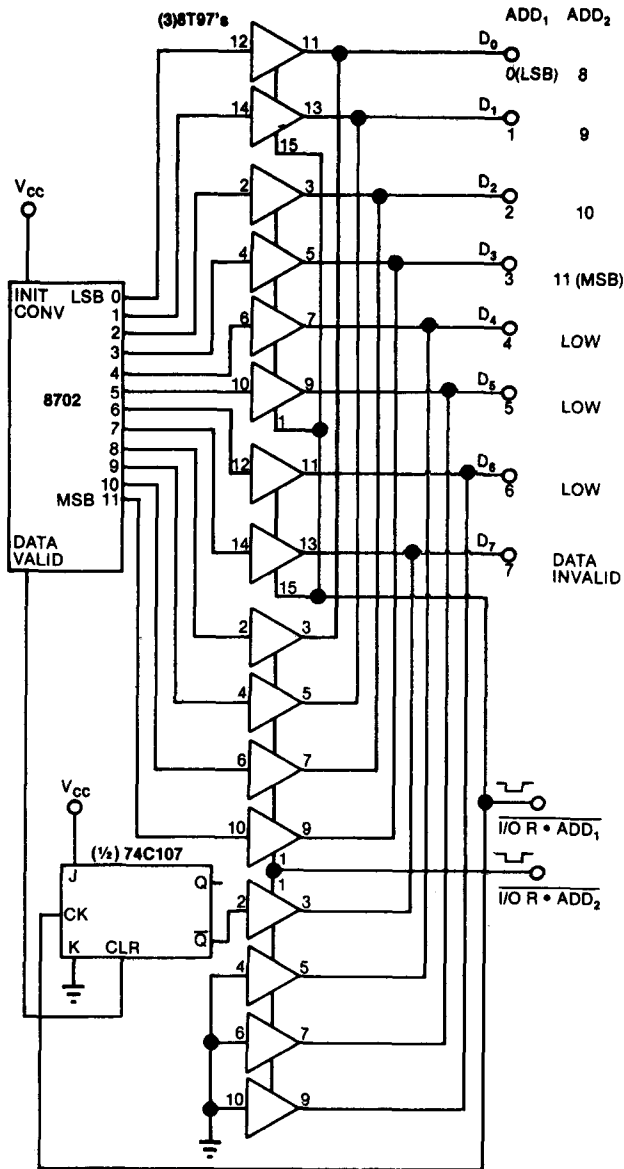 (3)8T97's
ADD₁ ADD₂
12 11 D₀ 0(LSB) 8
14 13 D₁ 1 9
15
2 3 D₂ 2 10
4 5 D₃ 3 11 (MSB)
6 7 D₄ 4 LOW
10 9 D₅ 5 LOW
1
12 11 D₆ 6 LOW
14 13 D₇ 7 DATA INVALID
15
2 3
4 5
6 7
10 9
1
1
2 3
4 5
6 7
10 9
V_CC
INIT CONV
LSB 0
1
2
3
4
8702
5
6
7
8
9
10
MSB 11
DATA VALID
V_CC
(½) 74C107
J
Q
CK
K
CLR
Q̅
I/O R • ADD₁
I/O R • ADD₂